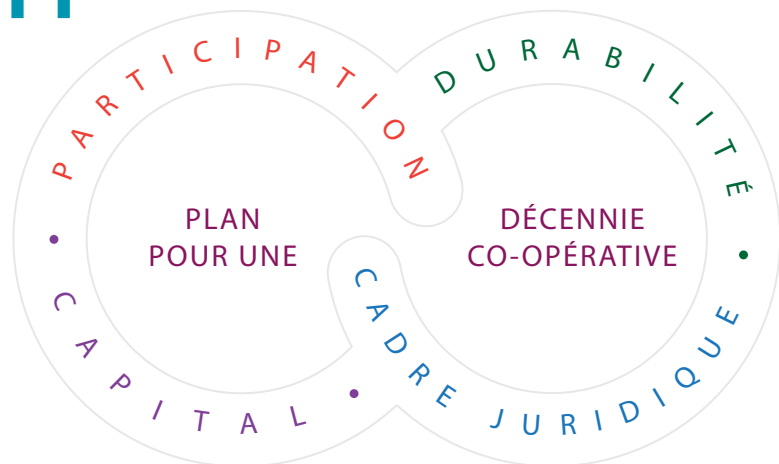 PARTICIPATION
DURABILITÉ •
PLAN
POUR UNE
DÉCENNIE
CO-OPÉRATIVE
• CAPITAL •
CADRE JURIDIQUE